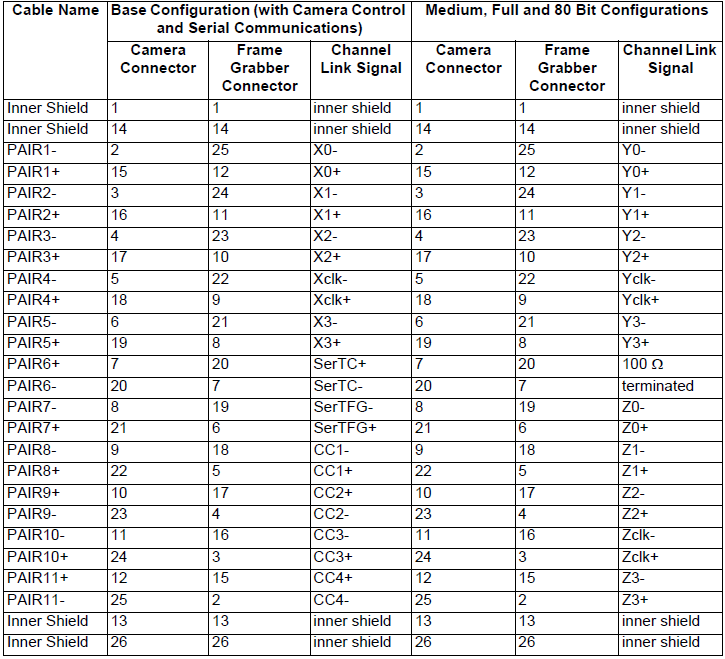 Cable Name Base Configuration (with Camera Control Medium, Full and 80 Bit Configurations
and Serial Communications)
Camera Frame Channel Camera Frame Channel Link
Connector Grabber Link Signal Connector Grabber Signal
Connector Connector
Inner Shield 1 1 inner shield 1 1 inner shield
Inner Shield 14 14 inner shield 14 14 inner shield
PAIR1- 2 25 X0- 2 25 Y0-
PAIR1+ 15 12 X0+ 15 12 Y0+
PAIR2- 3 24 X1- 3 24 Y1-
PAIR2+ 16 11 X1+ 16 11 Y1+
PAIR3- 4 23 X2- 4 23 Y2-
PAIR3+ 17 10 X2+ 17 10 Y2+
PAIR4- 5 22 Xclk- 5 22 Yclk-
PAIR4+ 18 9 Xclk+ 18 9 Yclk+
PAIR5- 6 21 X3- 6 21 Y3-
PAIR5+ 19 8 X3+ 19 8 Y3+
PAIR6+ 7 20 SerTC+ 7 20 100 Ω
PAIR6- 20 7 SerTC- 20 7 terminated
PAIR7- 8 19 SerTFG- 8 19 Z0-
PAIR7+ 21 6 SerTFG+ 21 6 Z0+
PAIR8- 9 18 CC1- 9 18 Z1-
PAIR8+ 22 5 CC1+ 22 5 Z1+
PAIR9+ 10 17 CC2+ 10 17 Z2-
PAIR9- 23 4 CC2- 23 4 Z2+
PAIR10- 11 16 CC3- 11 16 Zclk-
PAIR10+ 24 3 CC3+ 24 3 Zclk+
PAIR11+ 12 15 CC4+ 12 15 Z3-
PAIR11- 25 2 CC4- 25 2 Z3+
Inner Shield 13 13 inner shield 13 13 inner shield
Inner Shield 26 26 inner shield 26 26 inner shield